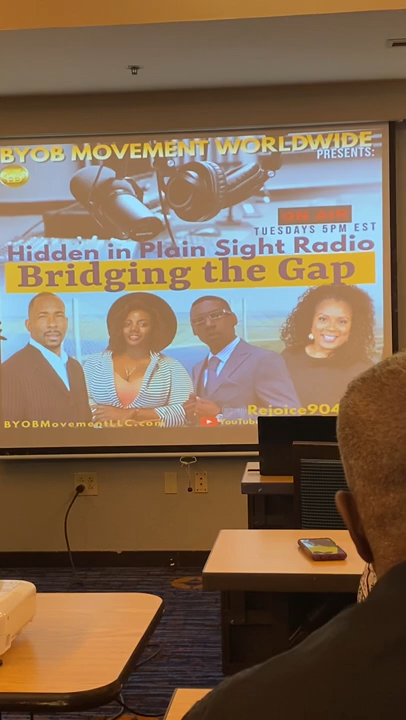 BYOB MOVEMENT WORLDWIDE
PRESENTS:
ON AIR
TUESDAYS 5PM EST
Hidden in Plain Sight Radio
Bridging the Gap
Rejoice904
BYOBMovementLLC.com
YouTube